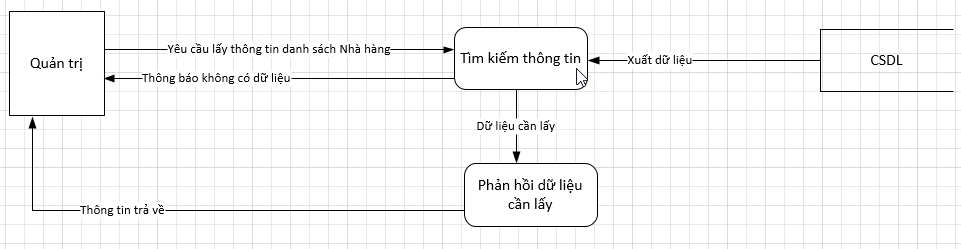 Quản trị
Yêu cầu lấy thông tin danh sách Nhà hàng
Thông báo không có dữ liệu
Tìm kiếm thông tin
Xuất dữ liệu
CSDL
Dữ liệu cần lấy
Phản hồi dữ liệu
cần lấy
Thông tin trả về